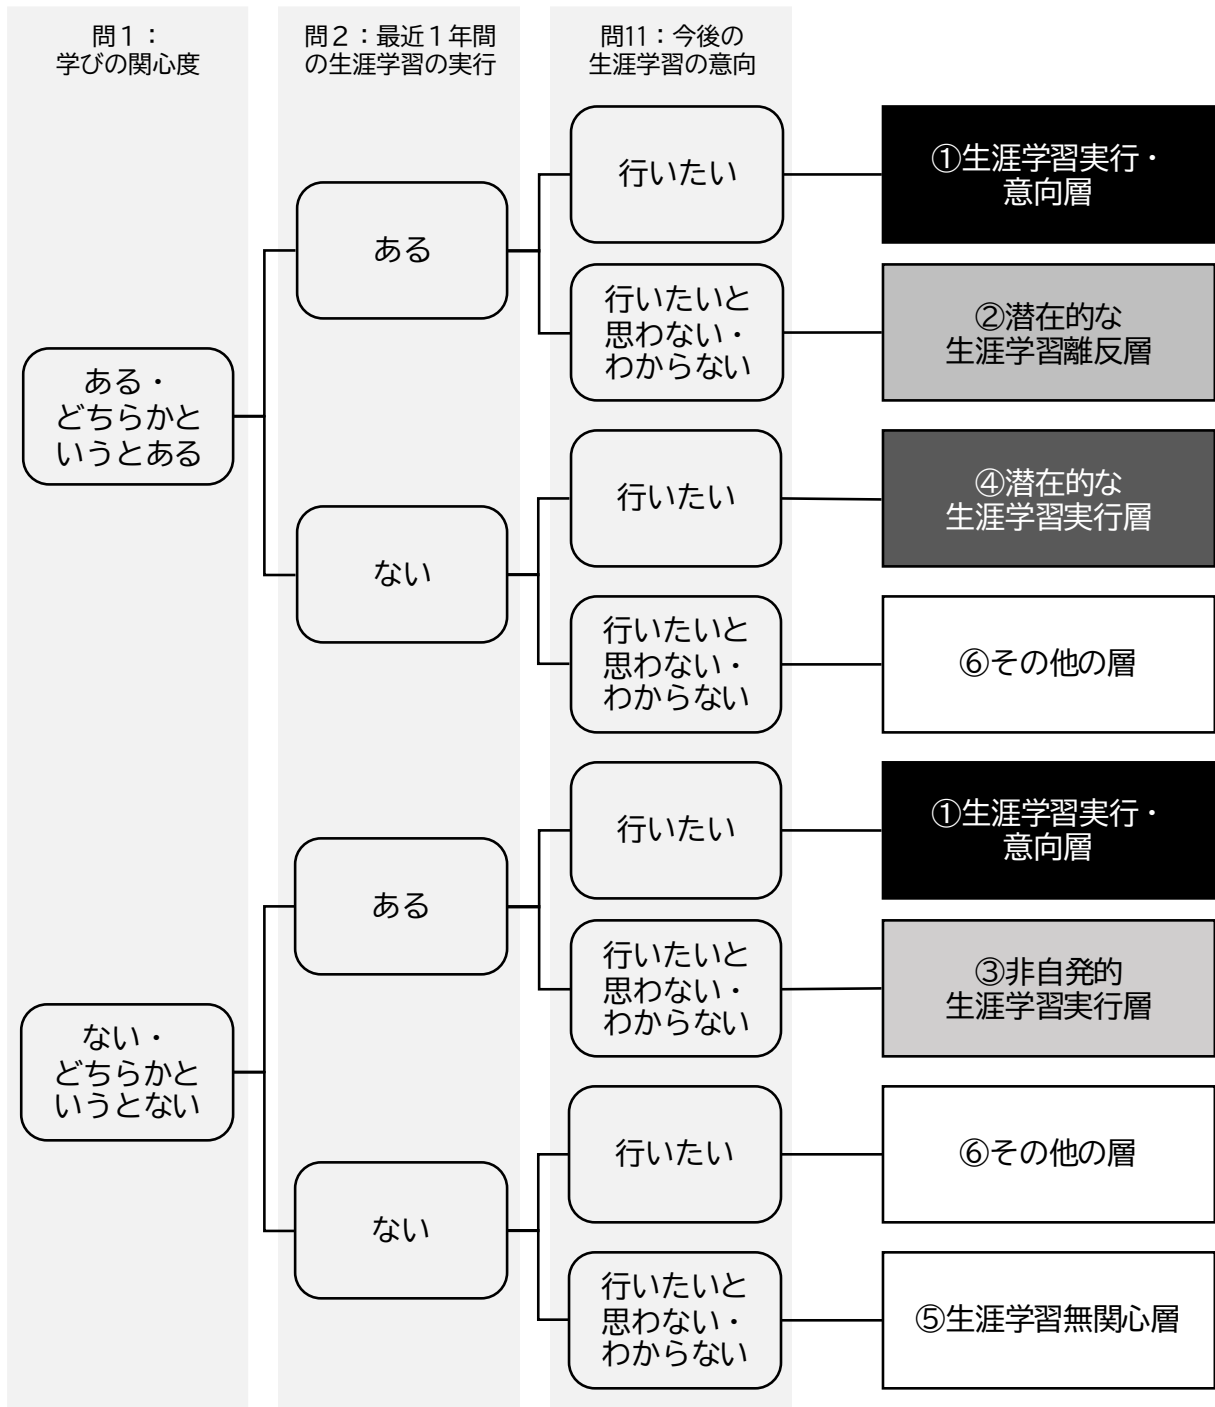 問１：
学びの関心度
問２：最近１年間
の生涯学習の実行
問11：今後の
生涯学習の意向
ある・
どちらかと
いうとある
ある
行いたい
①生涯学習実行・
意向層
行いたいと
思わない・
わからない
②潜在的な
生涯学習離反層
ない
行いたい
④潜在的な
生涯学習実行層
行いたいと
思わない・
わからない
⑥その他の層
ない・
どちらかと
いうとない
ある
行いたい
①生涯学習実行・
意向層
行いたいと
思わない・
わからない
③非自発的
生涯学習実行層
ない
行いたい
⑥その他の層
行いたいと
思わない・
わからない
⑤生涯学習無関心層